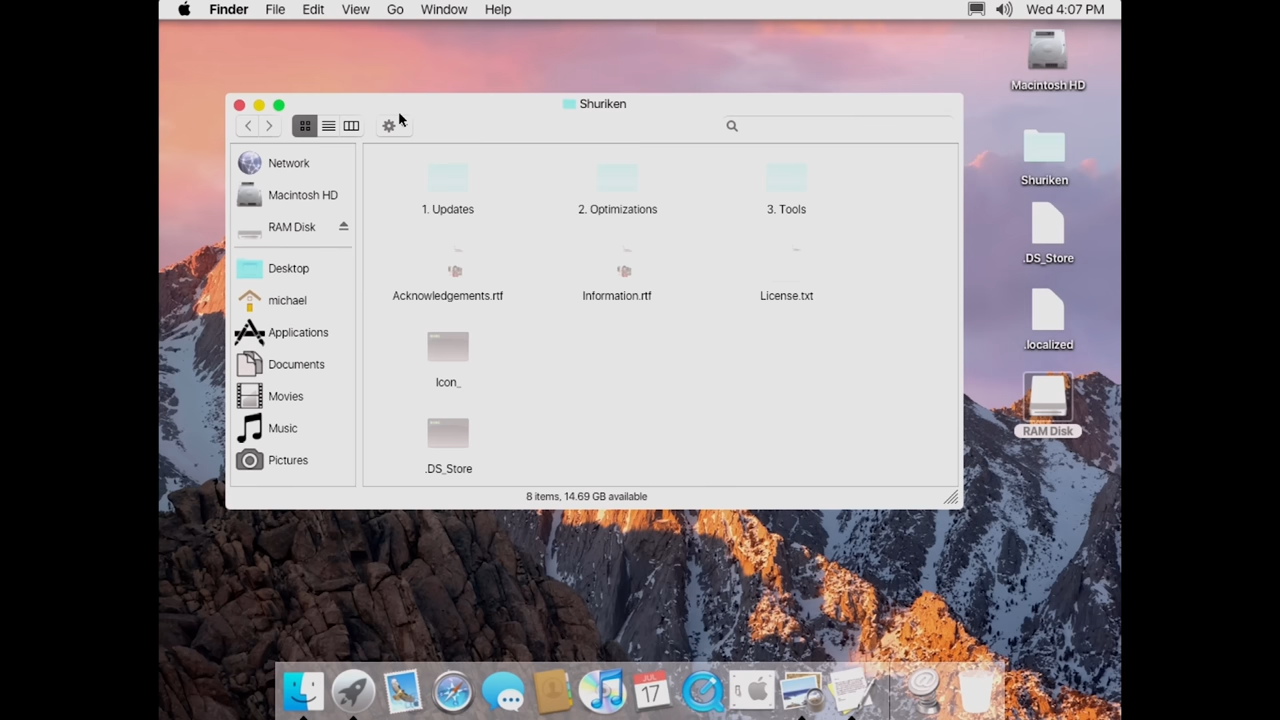 Finder File Edit View Go Window Help Wed 4:07 PM
Macintosh HD
Shuriken
.DS_Store
.localized
RAM Disk
Shuriken
Network
Macintosh HD
RAM Disk
Desktop
michael
Applications
Documents
Movies
Music
Pictures
1. Updates 2. Optimizations 3. Tools
Acknowledgements.rtf Information.rtf License.txt
Icon_
.DS_Store
8 items, 14.69 GB available
JUL
17